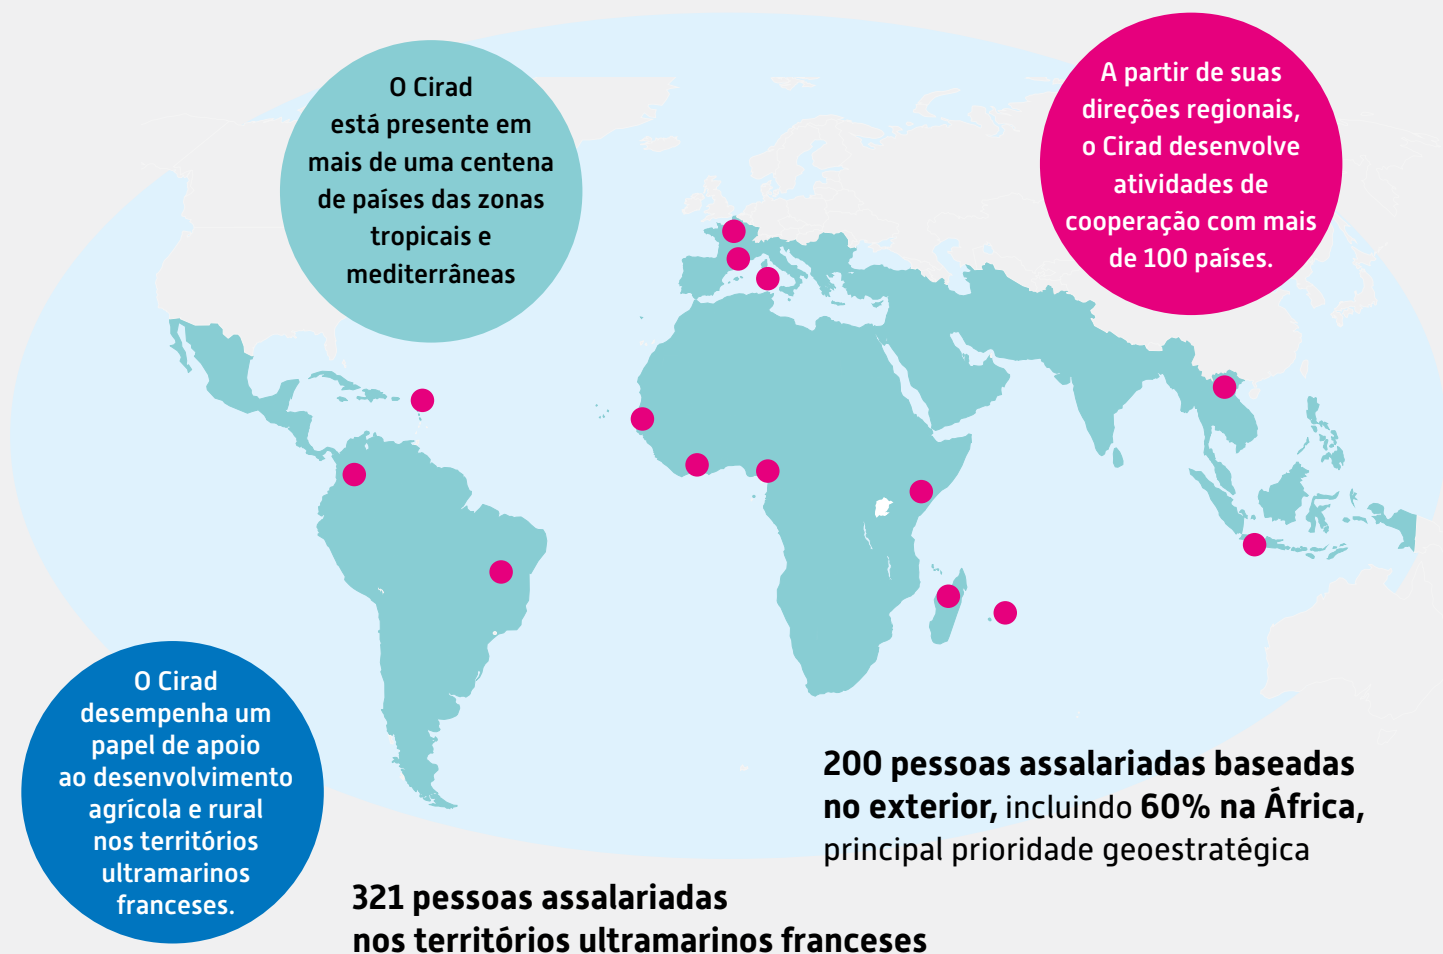 O Cirad
está presente em
mais de uma centena
de países das zonas
tropicais e
mediterrâneas
A partir de suas
direções regionais,
o Cirad desenvolve
atividades de
cooperação com mais
de 100 países.
O Cirad
desempenha um
papel de apoio
ao desenvolvimento
agrícola e rural
nos territórios
ultramarinos
franceses.
200 pessoas assalariadas baseadas
no exterior, incluindo 60% na África,
principal prioridade geoestratégica
321 pessoas assalariadas
nos territórios ultramarinos franceses